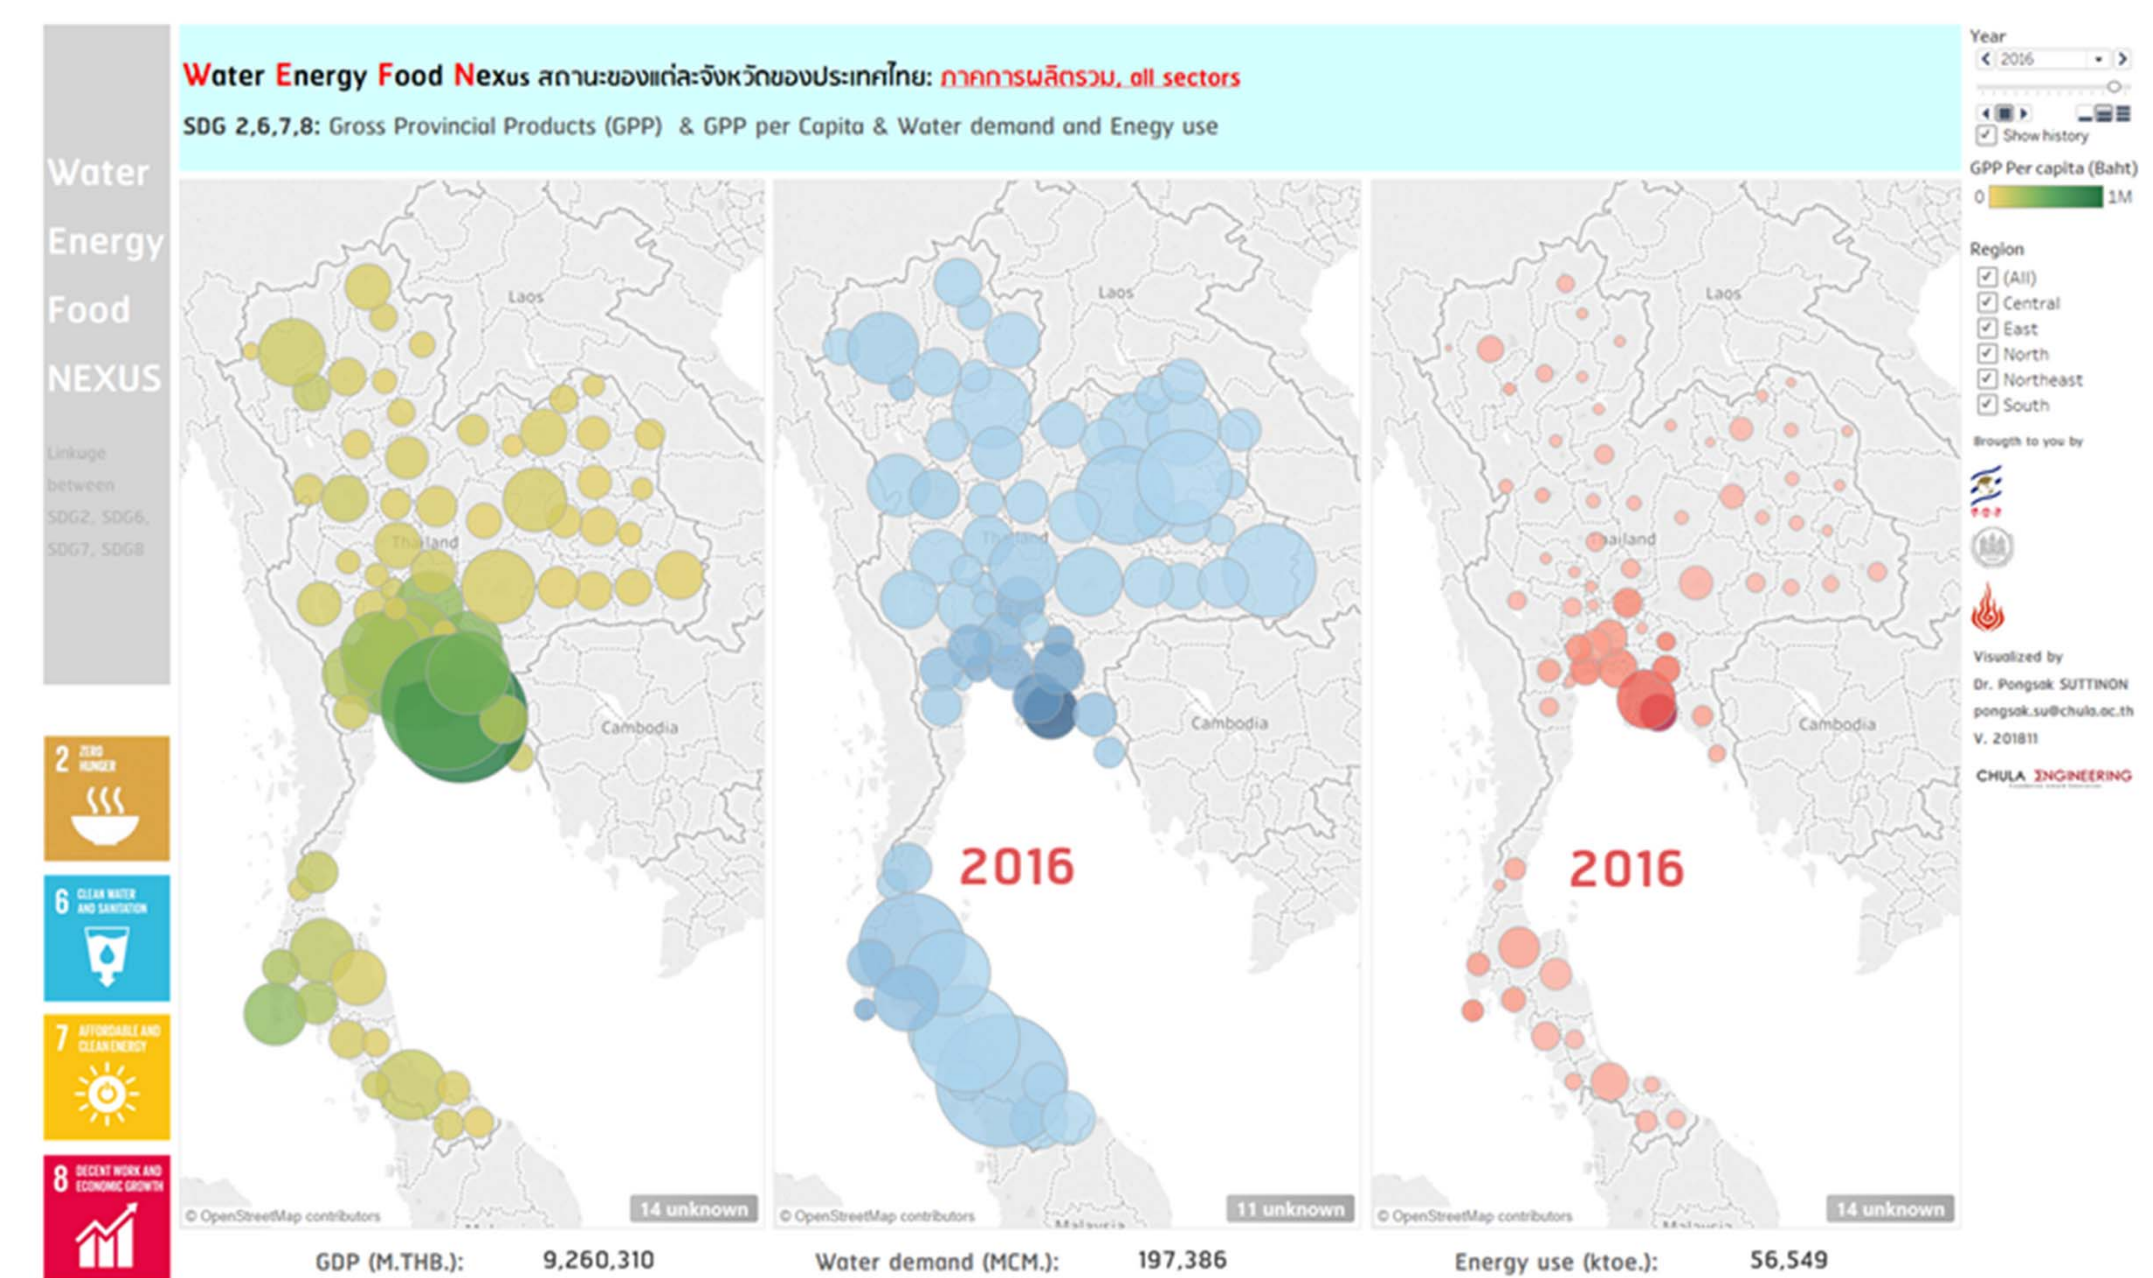 Water Energy Food Nexus สถานะของแต่ละจังหวัดของประเทศไทย: ภาคการผลิตรวม, all sectors
SDG 2,6,7,8: Gross Provincial Products (GPP) & GPP per Capita & Water demand and Enegy use
Water
Energy
Food
NEXUS
Linkuge
between
SDG2, SDG6,
SDG7, SDG8
2 ZERO
HUNGER
6 CLEAN WATER
AND SANITATION
7 AFFORDABLE AND
CLEAN ENERGY
8 DECENT WORK AND
ECONOMIC GROWTH
Laos
Thailand
Cambodia
© OpenStreetMap contributors
14 unknown
GDP (M.THB.): 9,260,310
Laos
Thailand
Cambodia
2016
Malaysia
© OpenStreetMap contributors
11 unknown
Water demand (MCM.): 197,386
Laos
Thailand
Cambodia
2016
Malaysia
© OpenStreetMap contributors
14 unknown
Energy use (ktoe.): 56,549
Year
2016
Show history
GPP Per capita (Baht)
0 1M
Region
(All)
Central
East
North
Northeast
South
Brougth to you by
Visualized by
Dr. Pongsak SUTTINON
pongsak.su@chula.ac.th
V. 201811
CHULA ΣNGINEERING